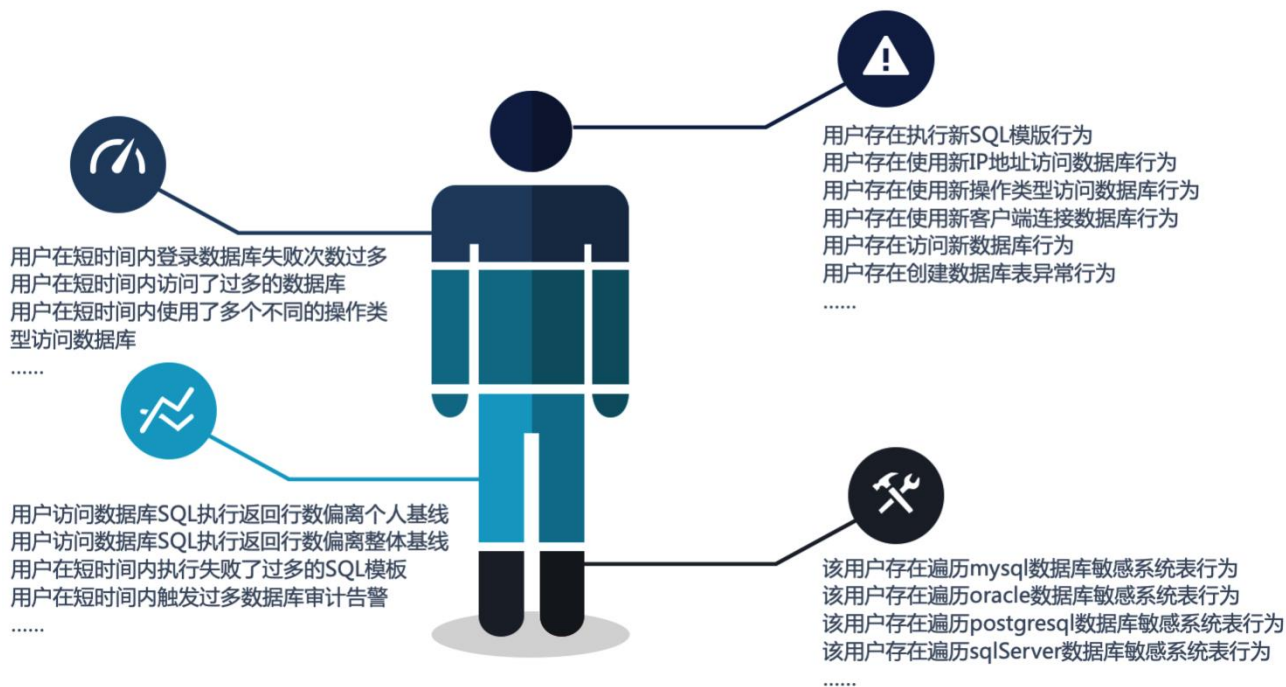 用户存在执行新SQL模版行为
用户存在使用新IP地址访问数据库行为
用户存在使用新操作类型访问数据库行为
用户存在使用新客户端连接数据库行为
用户存在访问新数据库行为
用户存在创建数据库表异常行为
......
用户在短时间内登录数据库失败次数过多
用户在短时间内访问了过多的数据库
用户在短时间内使用了多个不同的操作类
型访问数据库
......
用户访问数据库SQL执行返回行数偏离个人基线
用户访问数据库SQL执行返回行数偏离整体基线
用户在短时间内执行失败了过多的SQL模板
用户在短时间内触发过多数据库审计告警
......
该用户存在遍历mysql数据库敏感系统表行为
该用户存在遍历oracle数据库敏感系统表行为
该用户存在遍历postgresql数据库敏感系统表行为
该用户存在遍历sqlServer数据库敏感系统表行为
......